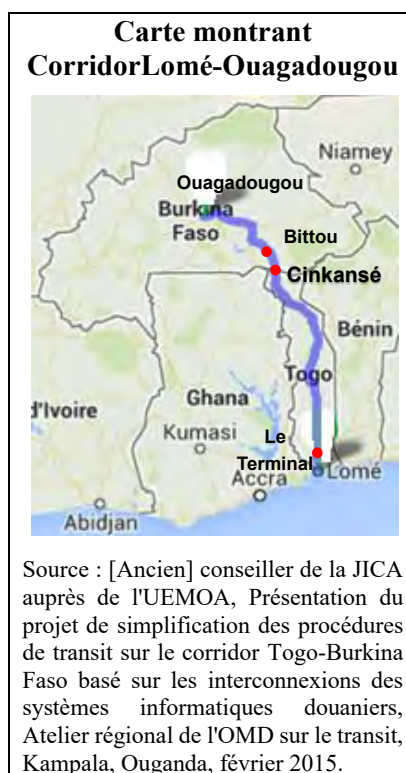 Carte montrant
CorridorLomé-Ouagadougou
Niamey
Ouagadougou
Burkina
Faso
Bittou
Cinkansé
Bénin
Togo
Ghana
d'Ivoire
Kumasi
Le
Terminal
Lomé
Accra
Abidjan
Source : [Ancien] conseiller de la JICA
auprès de l'UEMOA, Présentation du
projet de simplification des procédures
de transit sur le corridor Togo-Burkina
Faso basé sur les interconnexions des
systèmes informatiques douaniers,
Atelier régional de l'OMD sur le transit,
Kampala, Ouganda, février 2015.